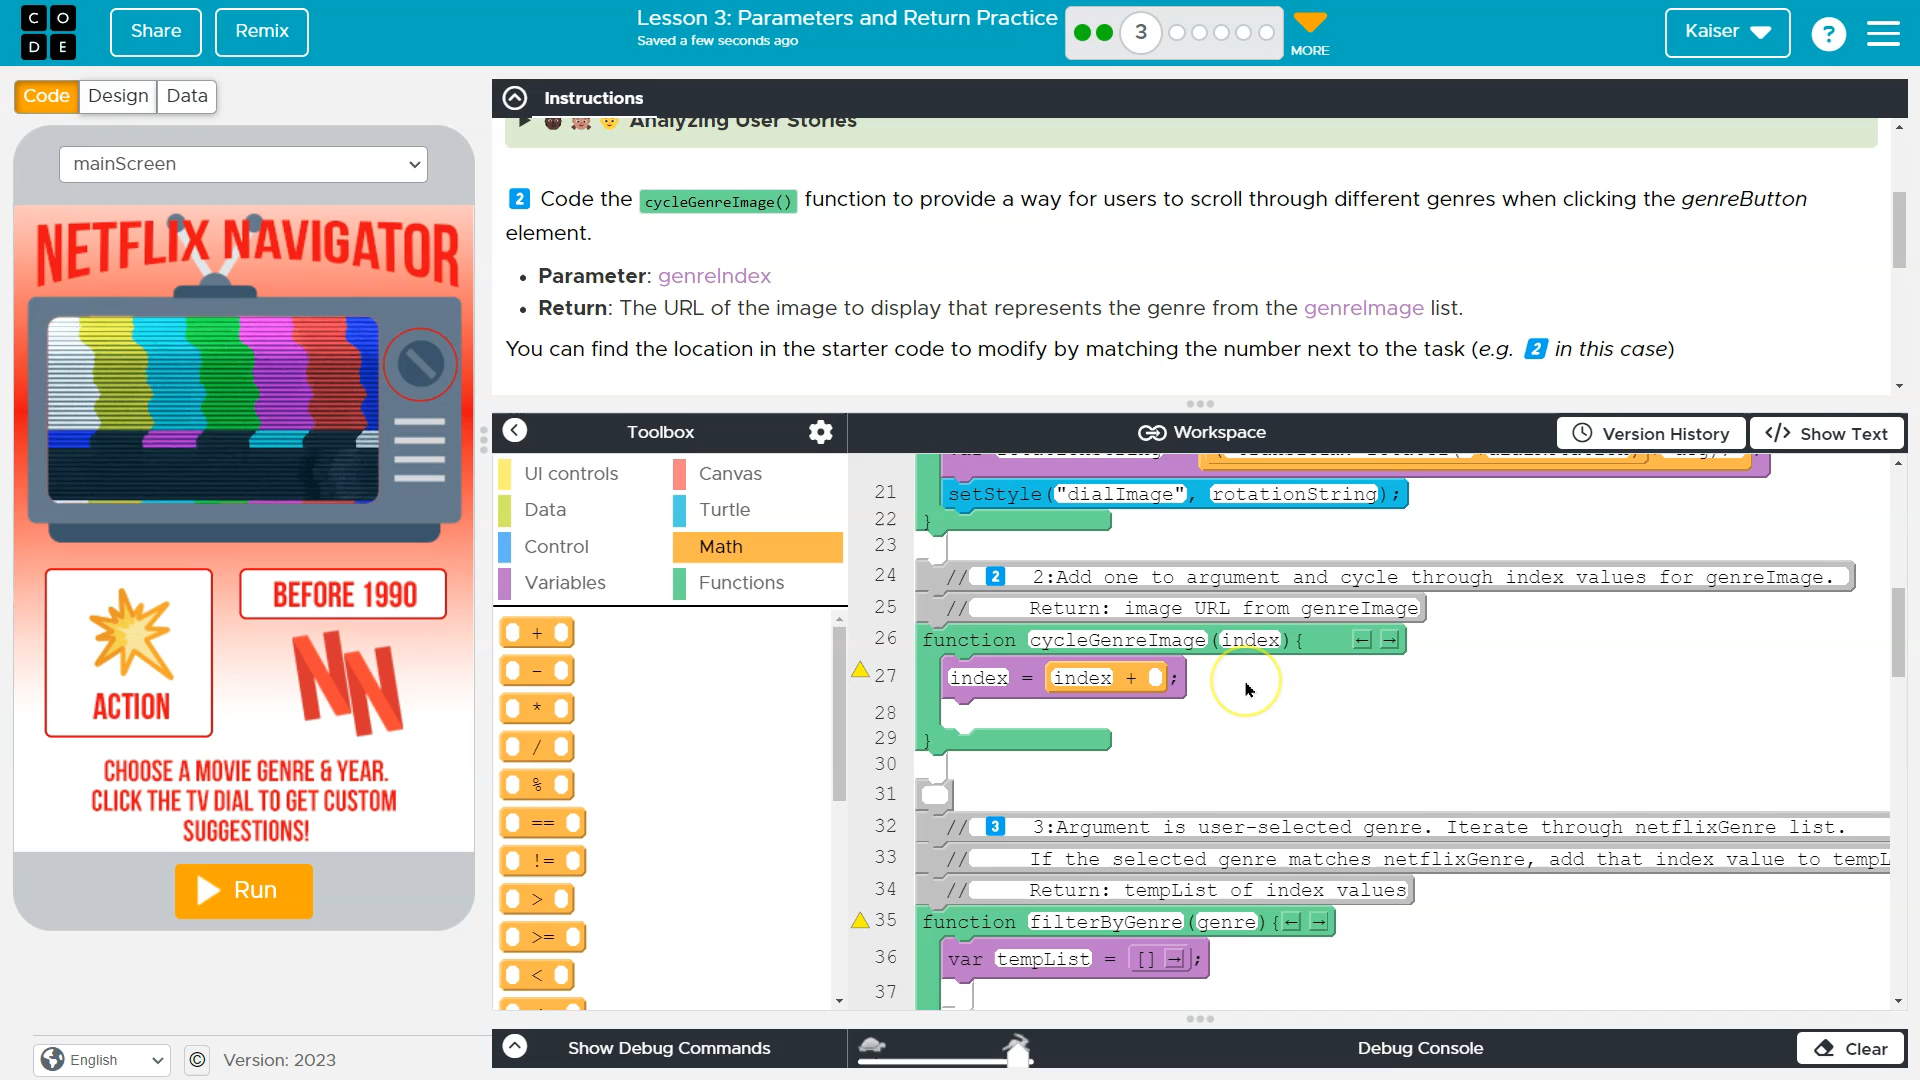 C O
D E
Share
Remix
Lesson 3: Parameters and Return Practice
Saved a few seconds ago
3
MORE
Kaiser
?
Code
Design
Data
mainScreen
NETFLIX NAVIGATOR
ACTION
BEFORE 1990
NN
CHOOSE A MOVIE GENRE & YEAR.
CLICK THE TV DIAL TO GET CUSTOM
SUGGESTIONS!
Run
English
©
Version: 2023
Instructions
Analyzing User Stories
2 Code the cycleGenreImage() function to provide a way for users to scroll through different genres when clicking the genreButton
element.
• Parameter: genreIndex
• Return: The URL of the image to display that represents the genre from the genreImage list.
You can find the location in the starter code to modify by matching the number next to the task (e.g. 2 in this case)
Toolbox
Workspace
Version History
</> Show Text
UI controls
Canvas
Data
Turtle
Control
Math
Variables
Functions
+
-
*
/
%
==
!=
>
>=
<
21 setStyle("dialImage", rotationString);
22 }
23
24 // 2 2:Add one to argument and cycle through index values for genreImage.
25 // Return: image URL from genreImage
26 function cycleGenreImage(index){ ← →
27 index = index + ;
28
29 }
30
31
32 // 3 3:Argument is user-selected genre. Iterate through netflixGenre list.
33 // If the selected genre matches netflixGenre, add that index value to tempL
34 // Return: tempList of index values
35 function filterByGenre(genre){ ← →
36 var tempList = [] →;
37
Show Debug Commands
Debug Console
Clear